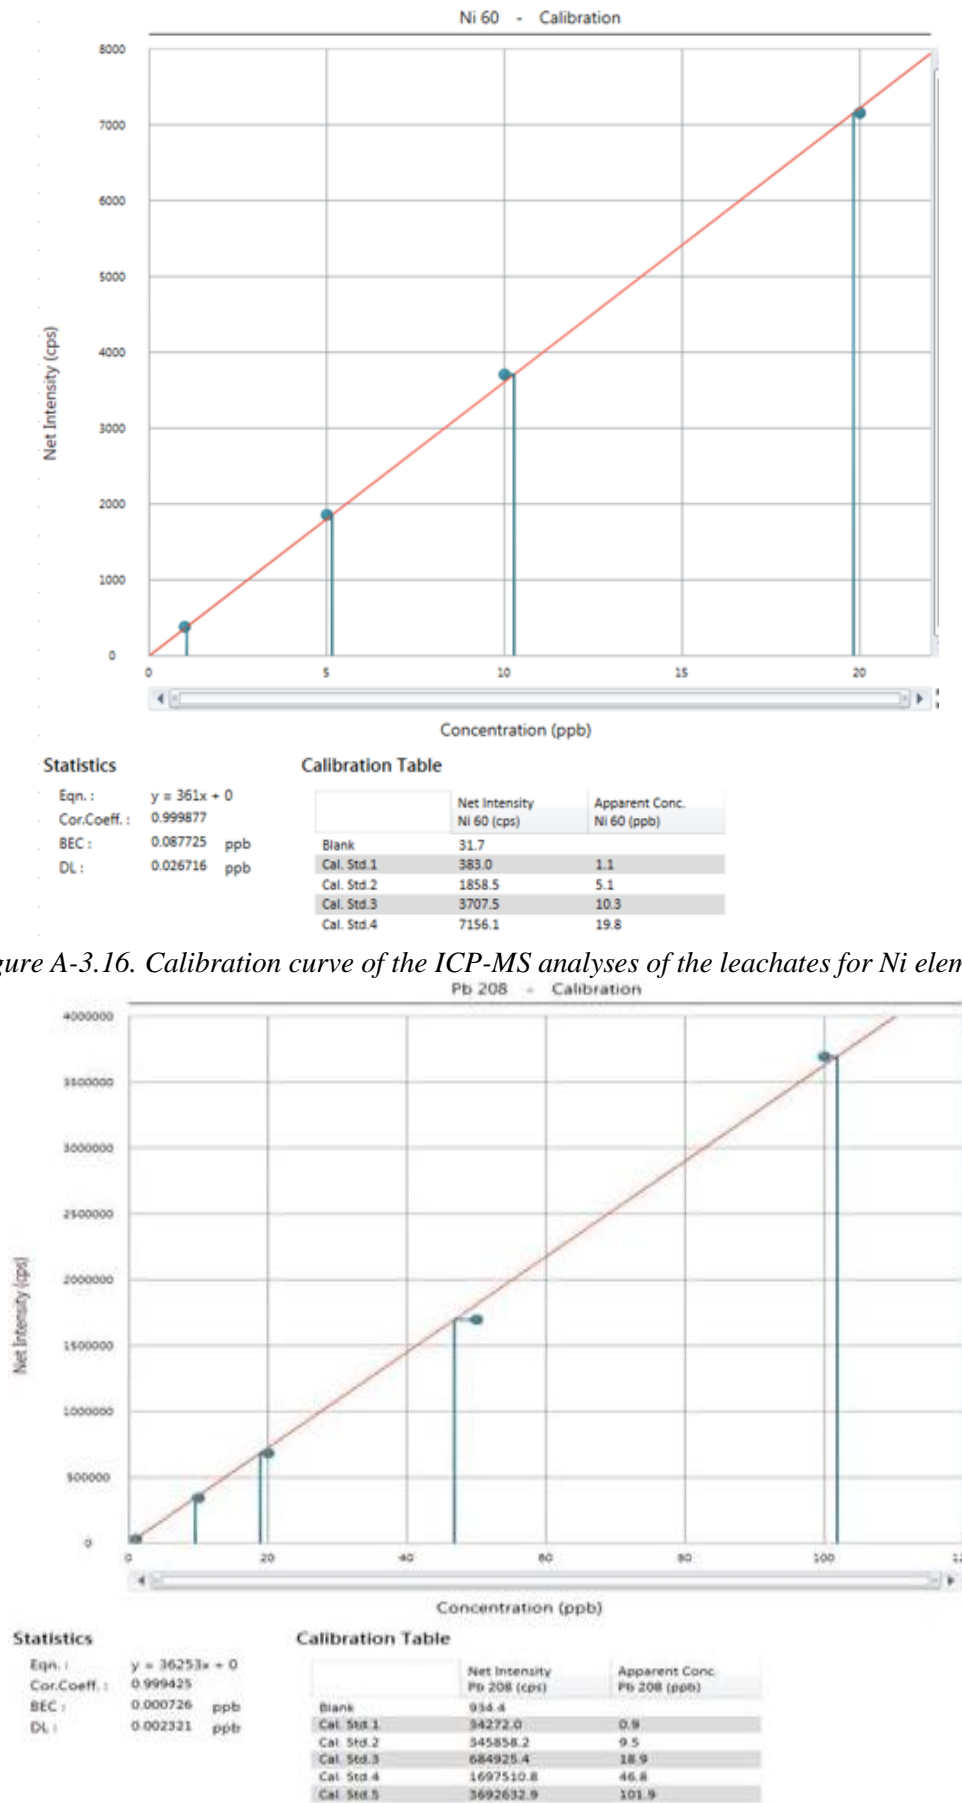 Ni 60 - Calibration
8000
7000
6000
5000
4000
3000
2000
1000
0
Net Intensity (cps)
0 5 10 15 20
Concentration (ppb)
Statistics
Eqn. : y = 361x + 0
Cor.Coeff. : 0.999877
BEC : 0.087725 ppb
DL : 0.026716 ppb
Calibration Table
Net Intensity Apparent Conc.
Ni 60 (cps) Ni 60 (ppb)
Blank 31.7
Cal. Std.1 383.0 1.1
Cal. Std.2 1858.5 5.1
Cal. Std.3 3707.5 10.3
Cal. Std.4 7156.1 19.8
gure A-3.16. Calibration curve of the ICP-MS analyses of the leachates for Ni elem
Pb 208 - Calibration
4000000
3500000
3000000
2500000
2000000
1500000
1000000
500000
0
Net Intensity (cps)
0 20 40 60 80 100 12
Concentration (ppb)
Statistics
Eqn. : y = 36253x + 0
Cor.Coeff. : 0.999425
BEC : 0.000726 ppb
DL : 0.002321 ppb
Calibration Table
Net Intensity Apparent Conc.
Pb 208 (cps) Pb 208 (ppb)
Blank 934.4
Cal. Std.1 34272.0 0.9
Cal. Std.2 345858.2 9.5
Cal. Std.3 684925.4 18.9
Cal. Std.4 1697510.8 46.8
Cal. Std.5 3692632.9 101.9